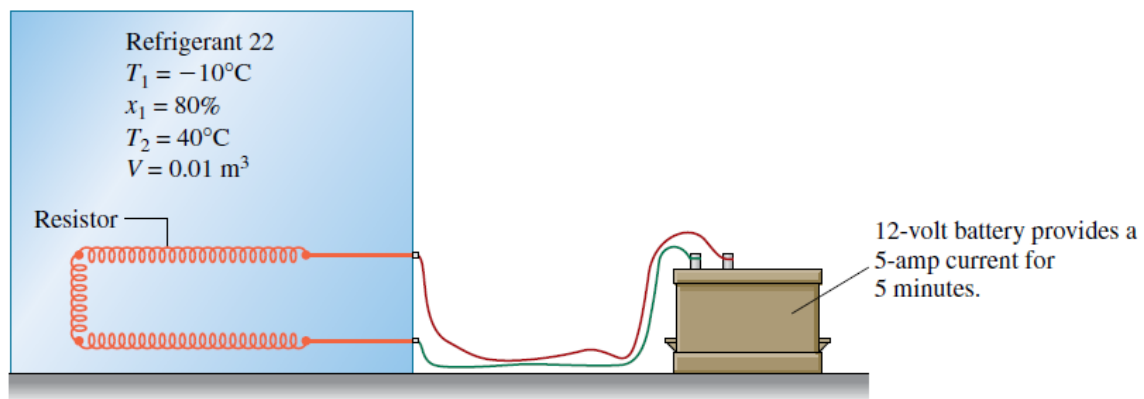 Refrigerant 22
T₁ = −10°C
x₁ = 80%
T₂ = 40°C
V = 0.01 m³
Resistor
12-volt battery provides a
5-amp current for
5 minutes.